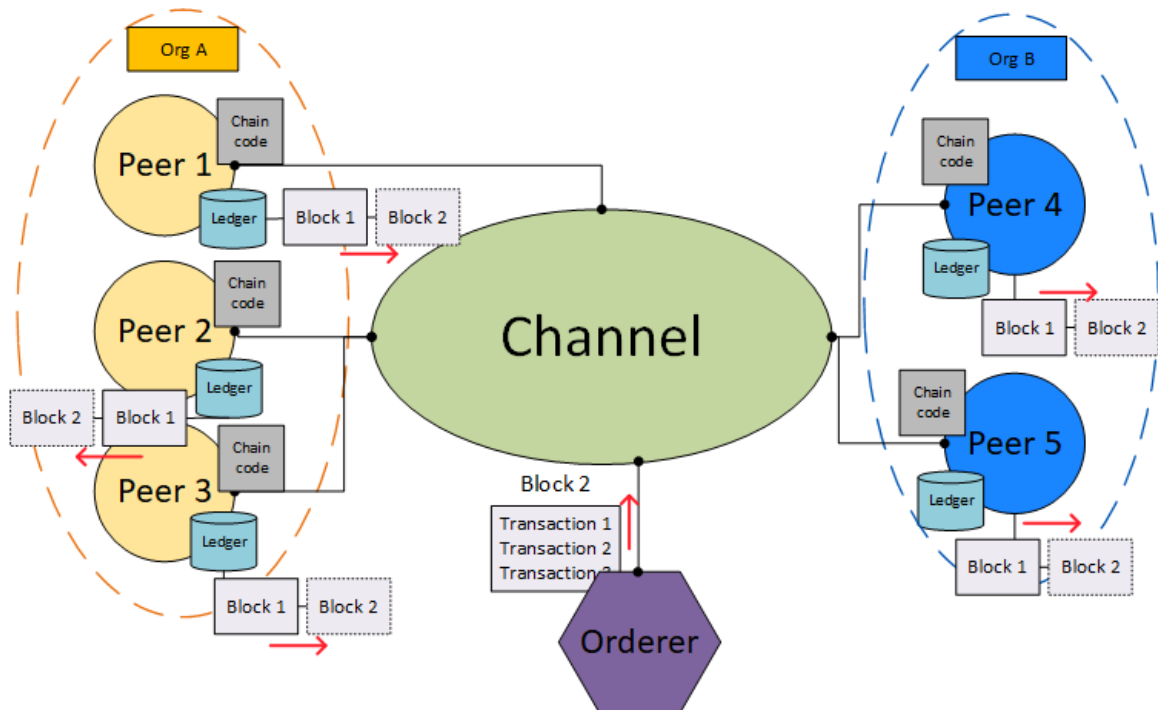 Org A
Chain
code
Peer 1
Ledger
Block 1
Block 2
Chain
code
Peer 2
Ledger
Block 2
Block 1
Chain
code
Peer 3
Ledger
Block 1
Block 2
Channel
Block 2
Transaction 1
Transaction 2
Transaction 3
Orderer
Org B
Chain
code
Peer 4
Ledger
Block 1
Block 2
Chain
code
Peer 5
Ledger
Block 1
Block 2